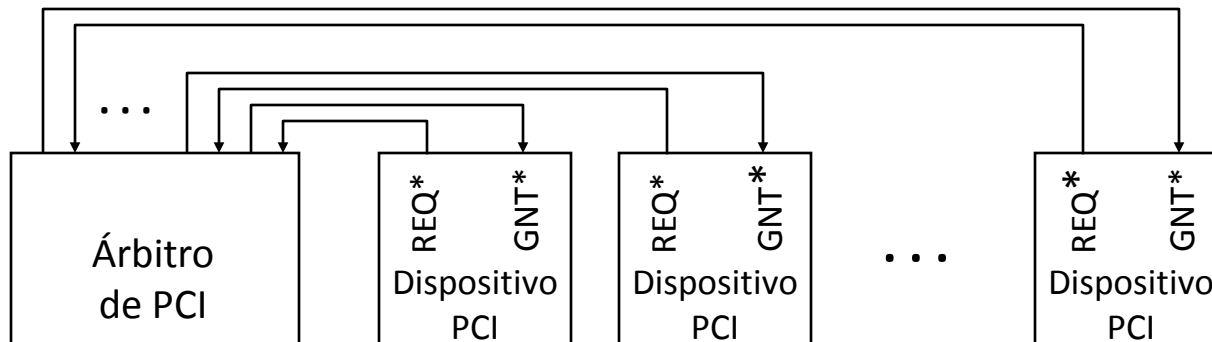 . . .
Árbitro
de PCI
REQ*
GNT*
Dispositivo
PCI
REQ*
GNT*
Dispositivo
PCI
. . .
REQ*
GNT*
Dispositivo
PCI